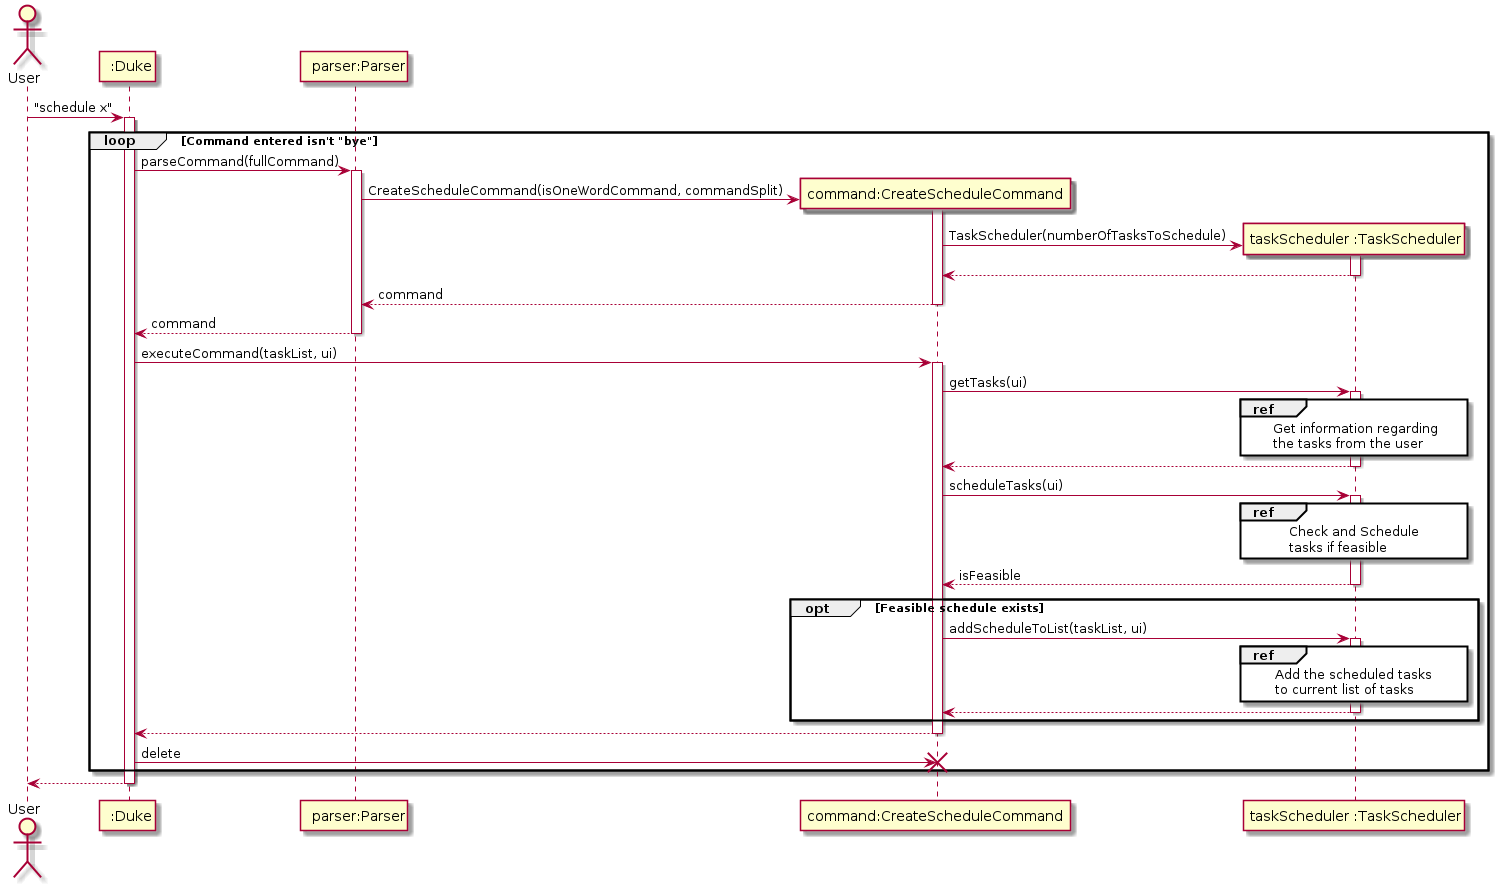 User
:Duke
parser:Parser
"schedule x"
loop
[Command entered isn't "bye"]
parseCommand(fullCommand)
CreateScheduleCommand(isOneWordCommand, commandSplit)
command:CreateScheduleCommand
TaskScheduler(numberOfTasksToSchedule)
taskScheduler :TaskScheduler
command
command
executeCommand(taskList, ui)
getTasks(ui)
ref
Get information regarding
the tasks from the user
scheduleTasks(ui)
ref
Check and Schedule
tasks if feasible
isFeasible
opt
[Feasible schedule exists]
addScheduleToList(taskList, ui)
ref
Add the scheduled tasks
to current list of tasks
delete
User
:Duke
parser:Parser
command:CreateScheduleCommand
taskScheduler :TaskScheduler